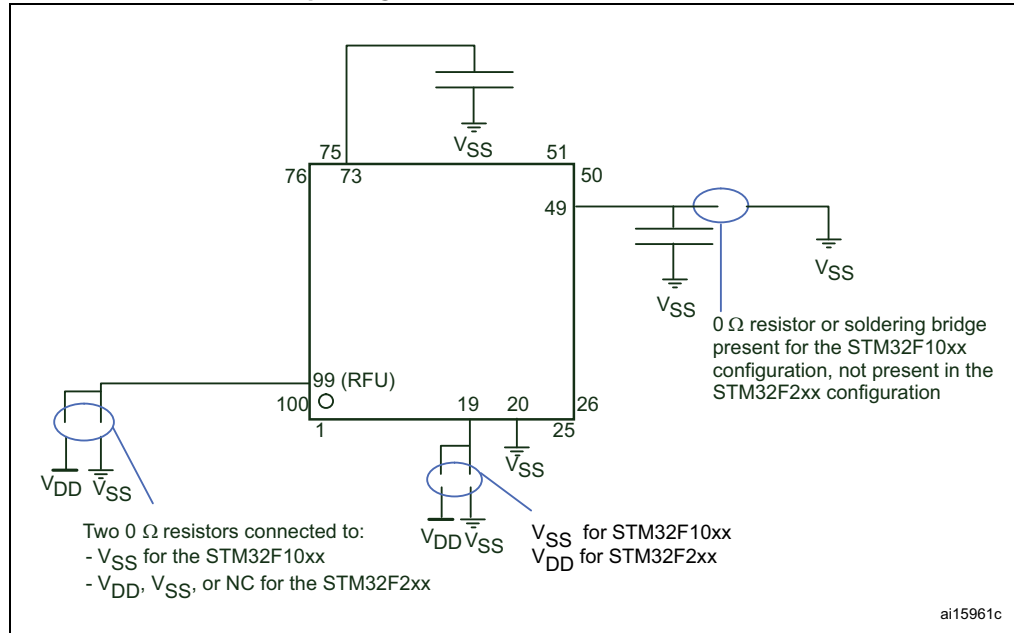 VSS
75
51
76
73
50
49
VSS
VSS
0 Ω resistor or soldering bridge
present for the STM32F10xx
configuration, not present in the
STM32F2xx configuration
99 (RFU)
100
19
20
26
1
25
VSS
VDD VSS
VDD VSS
VSS for STM32F10xx
VDD for STM32F2xx
Two 0 Ω resistors connected to:
- VSS for the STM32F10xx
- VDD, VSS, or NC for the STM32F2xx
ai15961c